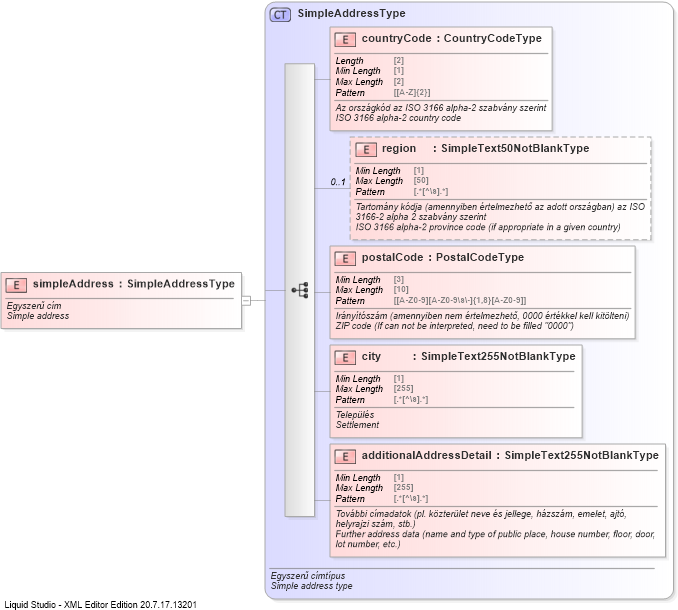 CT SimpleAddressType
E countryCode : CountryCodeType
Length [2]
Min Length [1]
Max Length [2]
Pattern [[A-Z]{2}]
Az országkód az ISO 3166 alpha-2 szabvány szerint
ISO 3166 alpha-2 country code
E region : SimpleText50NotBlankType
0..1
Min Length [1]
Max Length [50]
Pattern [.*[^\s].*]
Tartomány kódja (amennyiben értelmezhető az adott országban) az ISO
3166-2 alpha 2 szabvány szerint
ISO 3166-2 alpha-2 province code (if appropriate in a given country)
E postalCode : PostalCodeType
Min Length [3]
Max Length [10]
Pattern [[A-Z0-9][A-Z0-9\s\-]{1,8}[A-Z0-9]]
Irányítószám (amennyiben nem értelmezhető, 0000 értékkel kell kitölteni)
ZIP code (If can not be interpreted, need to be filled "0000")
E simpleAddress : SimpleAddressType
Egyszerű cím
Simple address
E city : SimpleText255NotBlankType
Min Length [1]
Max Length [255]
Pattern [.*[^\s].*]
Település
Settlement
E additionalAddressDetail : SimpleText255NotBlankType
Min Length [1]
Max Length [255]
Pattern [.*[^\s].*]
További címadatok (pl. közterület neve és jellege, házszám, emelet, ajtó,
helyrajzi szám, stb.)
Further address data (name and type of public place, house number, floor, door,
lot number, etc.)
Egyszerű címtípus
Simple address type
Liquid Studio - XML Editor Edition 20.7.17.13201